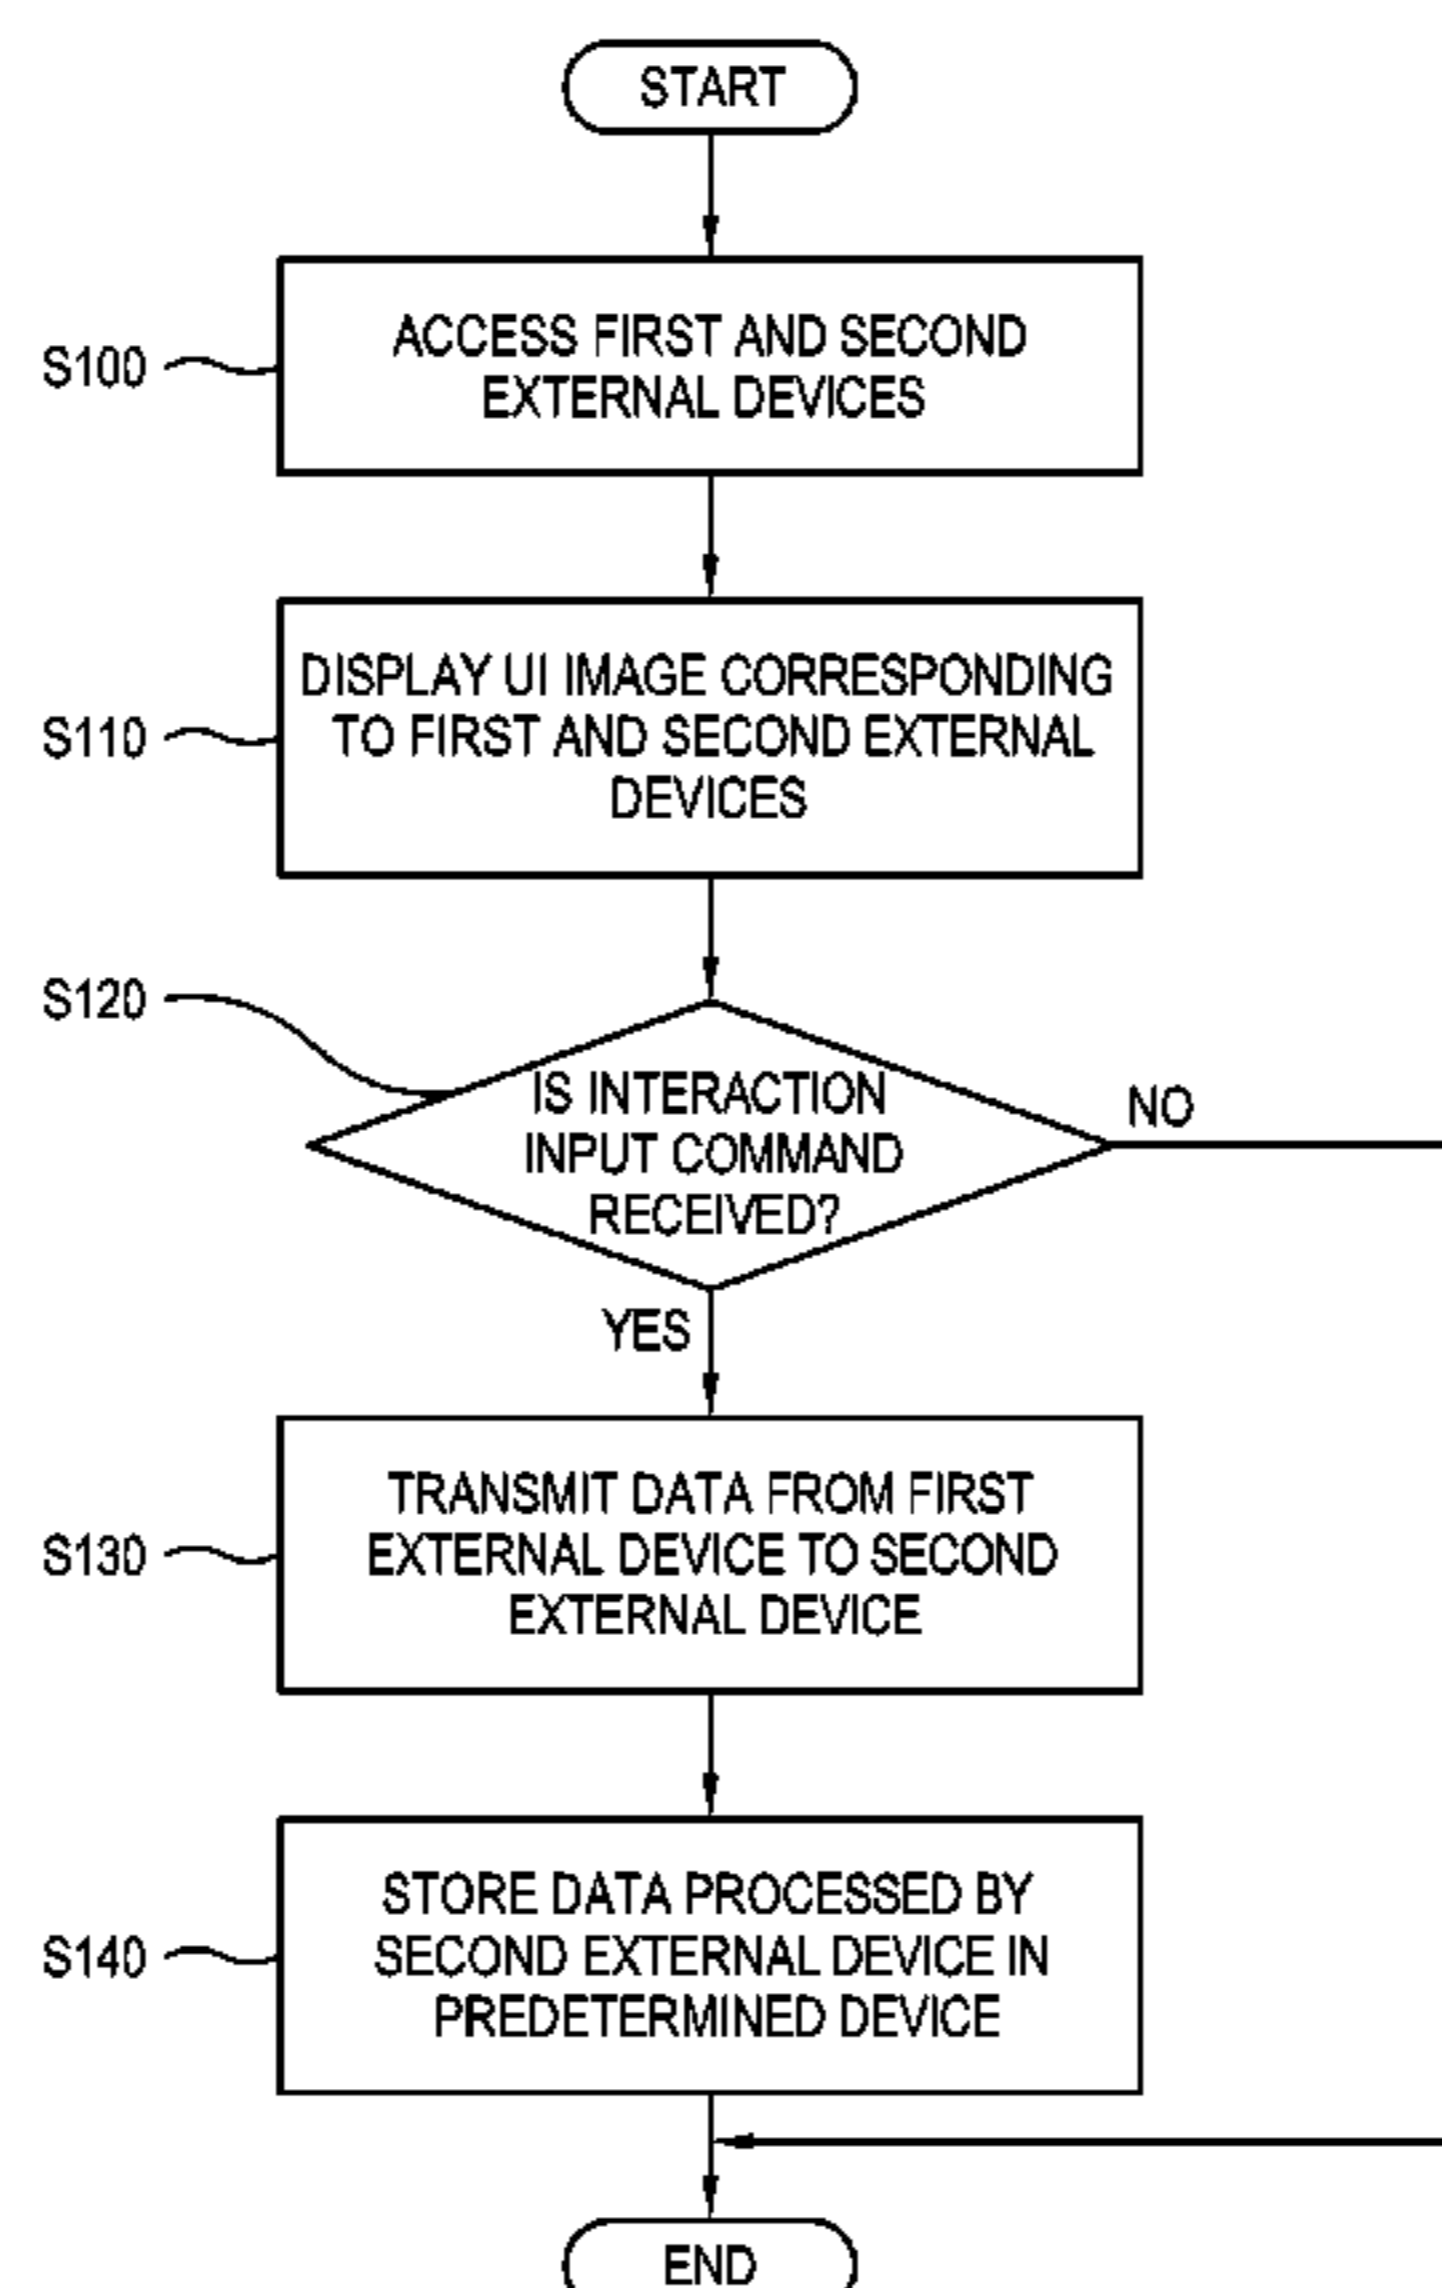 START
S100
ACCESS FIRST AND SECOND
EXTERNAL DEVICES
S110
DISPLAY UI IMAGE CORRESPONDING
TO FIRST AND SECOND EXTERNAL
DEVICES
S120
IS INTERACTION
INPUT COMMAND
RECEIVED?
NO
YES
S130
TRANSMIT DATA FROM FIRST
EXTERNAL DEVICE TO SECOND
EXTERNAL DEVICE
S140
STORE DATA PROCESSED BY
SECOND EXTERNAL DEVICE IN
PREDETERMINED DEVICE
END